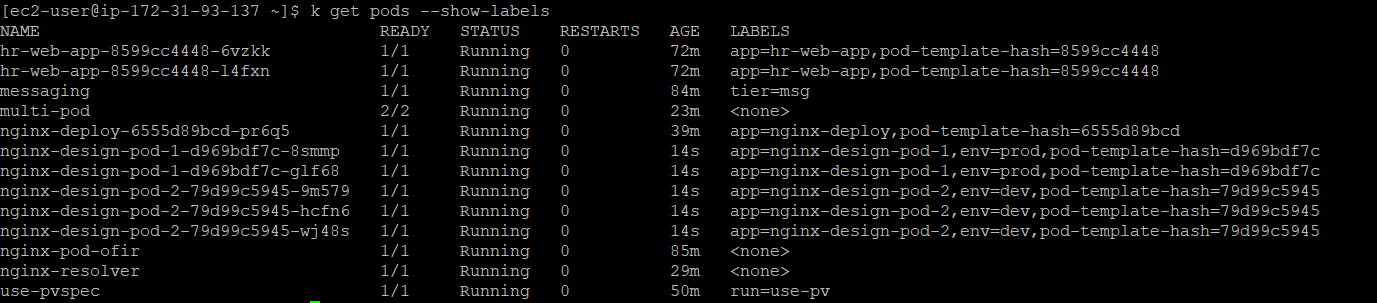 [ec2-user@ip-172-31-93-137 ~]$ k get pods --show-labels
NAME READY STATUS RESTARTS AGE LABELS
hr-web-app-8599cc4448-6vzkk 1/1 Running 0 72m app=hr-web-app,pod-template-hash=8599cc4448
hr-web-app-8599cc4448-l4fxn 1/1 Running 0 72m app=hr-web-app,pod-template-hash=8599cc4448
messaging 1/1 Running 0 84m tier=msg
multi-pod 2/2 Running 0 23m <none>
nginx-deploy-6555d89bcd-pr6q5 1/1 Running 0 39m app=nginx-deploy,pod-template-hash=6555d89bcd
nginx-design-pod-1-d969bdf7c-8smmp 1/1 Running 0 14s app=nginx-design-pod-1,env=prod,pod-template-hash=d969bdf7c
nginx-design-pod-1-d969bdf7c-glf68 1/1 Running 0 14s app=nginx-design-pod-1,env=prod,pod-template-hash=d969bdf7c
nginx-design-pod-2-79d99c5945-9m579 1/1 Running 0 14s app=nginx-design-pod-2,env=dev,pod-template-hash=79d99c5945
nginx-design-pod-2-79d99c5945-hcfn6 1/1 Running 0 14s app=nginx-design-pod-2,env=dev,pod-template-hash=79d99c5945
nginx-design-pod-2-79d99c5945-wj48s 1/1 Running 0 14s app=nginx-design-pod-2,env=dev,pod-template-hash=79d99c5945
nginx-pod-ofir 1/1 Running 0 85m <none>
nginx-resolver 1/1 Running 0 29m <none>
use-pvspec 1/1 Running 0 50m run=use-pv